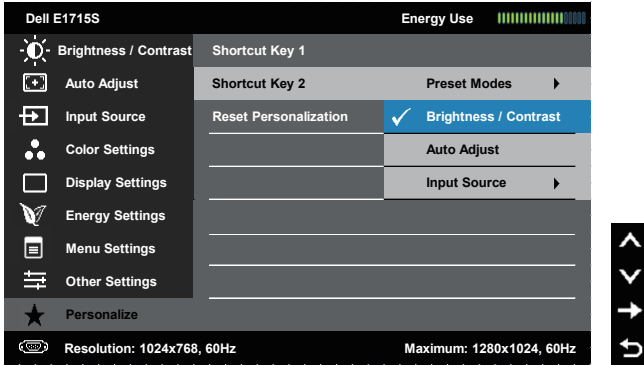 Dell E1715S Energy Use
Brightness / Contrast Shortcut Key 1
Auto Adjust Shortcut Key 2 Preset Modes
Input Source Reset Personalization Brightness / Contrast
Color Settings Auto Adjust
Display Settings Input Source
Energy Settings
Menu Settings
Other Settings
Personalize
Resolution: 1024x768, 60Hz Maximum: 1280x1024, 60Hz